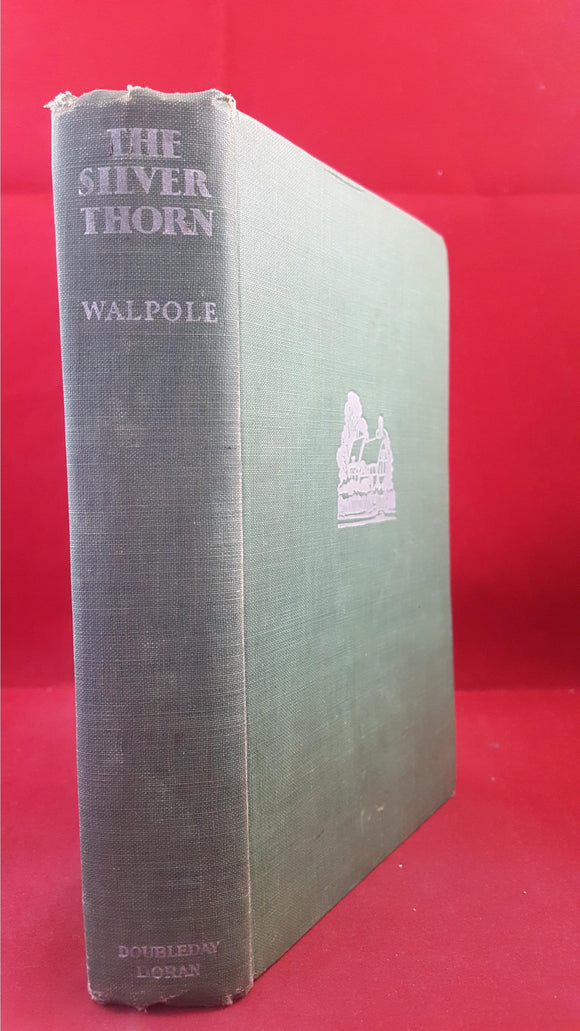 THE
SILVER
THORN
WALPOLE
DOUBLEDAY
DORAN